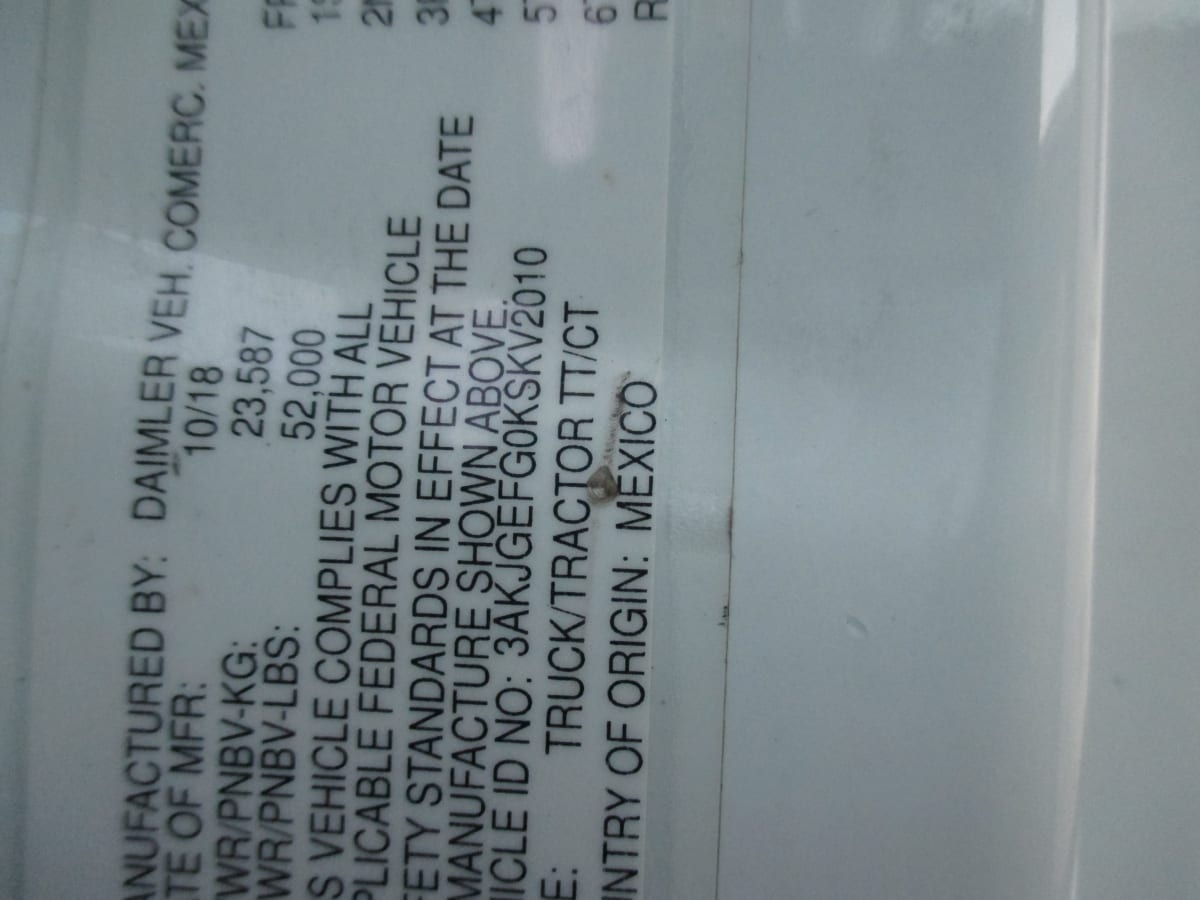 ANUFACTURED BY: DAIMLER VEH. COMERC. MEX
TE OF MFR: 10/18
WR/PNBV-KG: 23,587
WR/PNBV-LBS: 52,000
S VEHICLE COMPLIES WITH ALL
PLICABLE FEDERAL MOTOR VEHICLE
FETY STANDARDS IN EFFECT AT THE DATE
MANUFACTURE SHOWN ABOVE.
ICLE ID NO: 3AKJGEFG0KSKV2010
E: TRUCK/TRACTOR TT/CT
NTRY OF ORIGIN: MEXICO